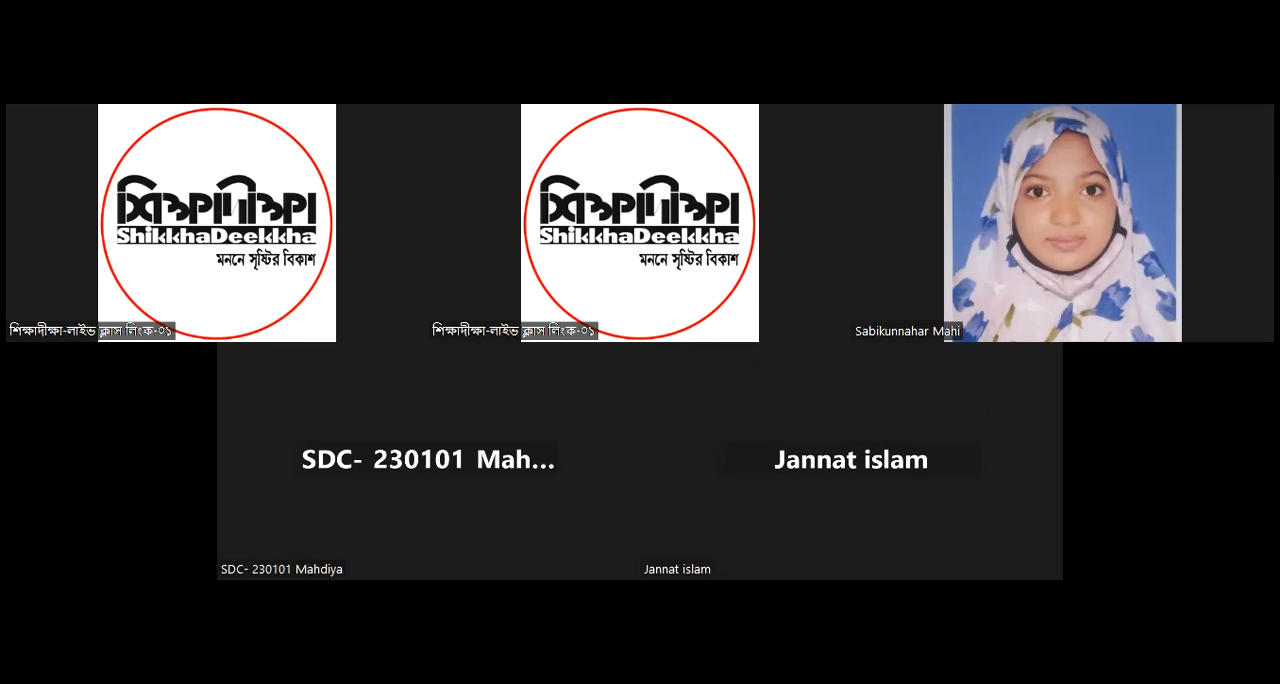 শিক্ষাদীক্ষা
ShikkhaDeekkha
মননে সৃষ্টির বিকাশ
শিক্ষাদীক্ষা-লাইভ ক্লাস লিংক-০১
শিক্ষাদীক্ষা
ShikkhaDeekkha
মননে সৃষ্টির বিকাশ
শিক্ষাদীক্ষা-লাইভ ক্লাস লিংক-০১
Sabikunnahar Mahi
SDC- 230101 Mah...
Jannat islam
SDC- 230101 Mahdiya
Jannat islam